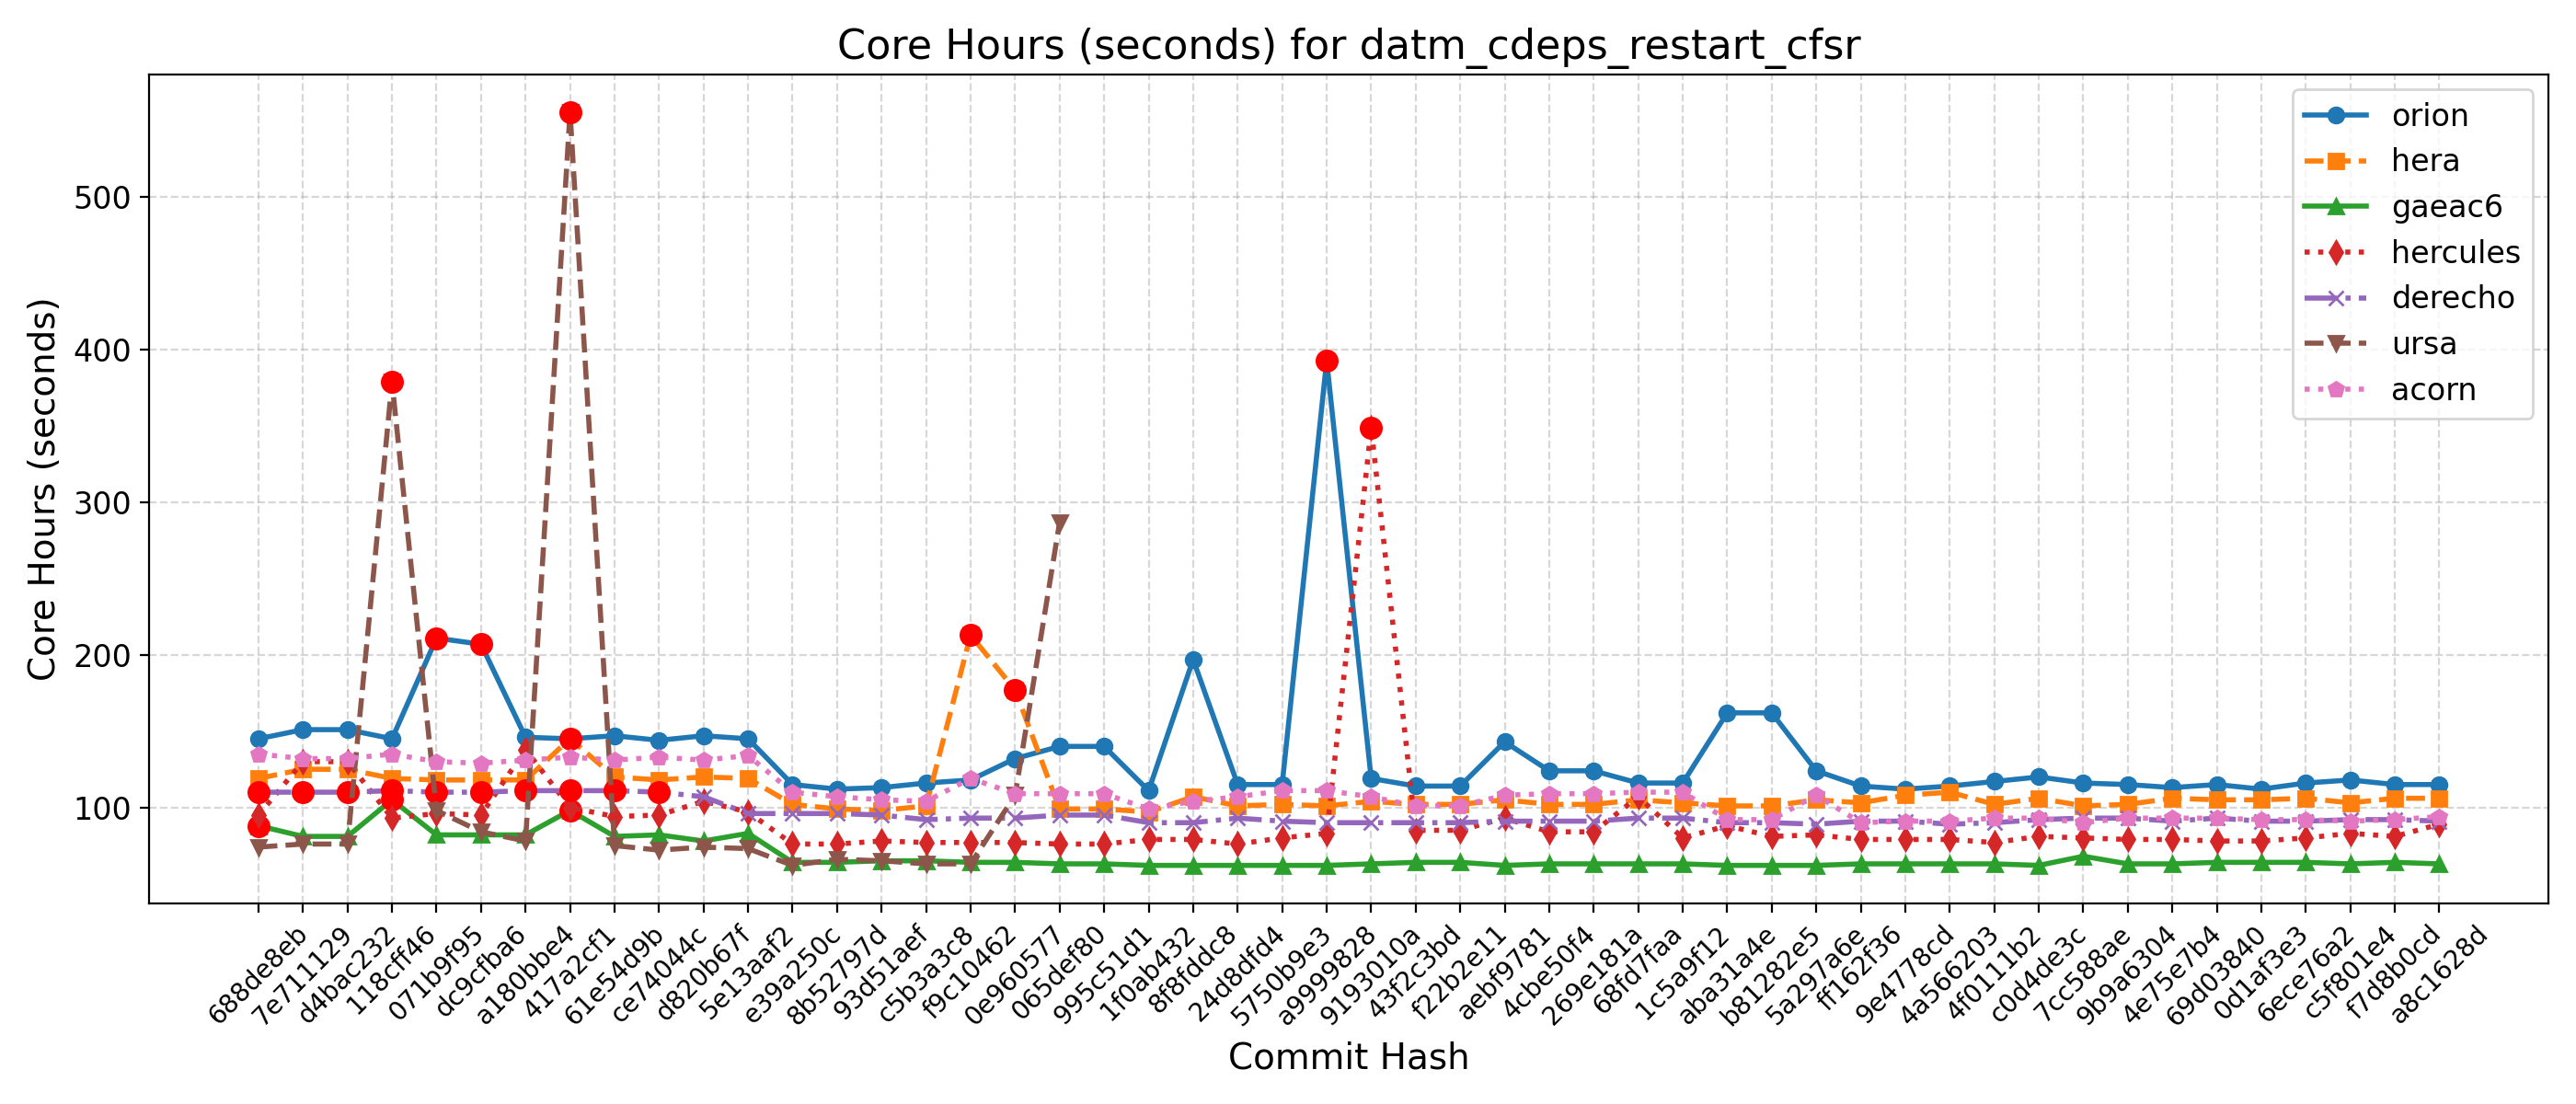 Core Hours (seconds) for datm_cdeps_restart_cfsr
Core Hours (seconds)
500
400
300
200
100
orion
hera
gaeac6
hercules
derecho
ursa
acorn
688de8eb
7e711129
d4bac232
118cff46
071b9f95
dc9cfba6
a180bbe4
417a2cf1
61e54d9b
ce74044c
d820b67f
5e13aaf2
e39a250c
8b52797d
93d51aef
c5b3a3c8
f9c10462
0e960577
065def80
995c51d1
1f0ab432
8f8fddc8
24d8dfd4
5750b9e3
a9999828
9193010a
43f2c3bd
f22b2e11
aebf9781
4cbe50f4
269e181a
68fd7faa
1c5a9f12
aba31a4e
b81282e5
5a297a6e
ff162f36
9e4778cd
4a566203
4f0111b2
c0d4de3c
7cc588ae
9b9a6304
4e75e7b4
69d03840
0d1af3e3
6ece76a2
c5f801e4
f7d8b0cd
a8c1628d
Commit Hash